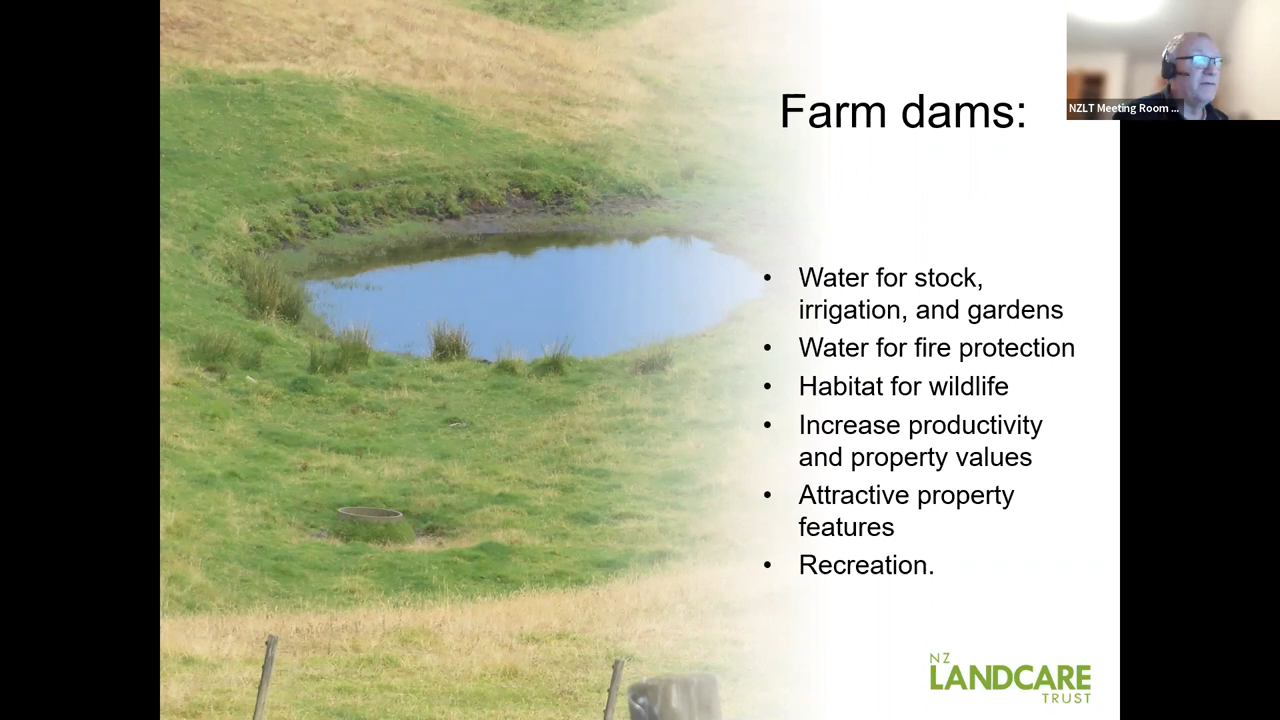 Farm dams:
NZLT Meeting Room ...
• Water for stock,
irrigation, and gardens
• Water for fire protection
• Habitat for wildlife
• Increase productivity
and property values
• Attractive property
features
• Recreation.
NZ
LANDCARE
TRUST